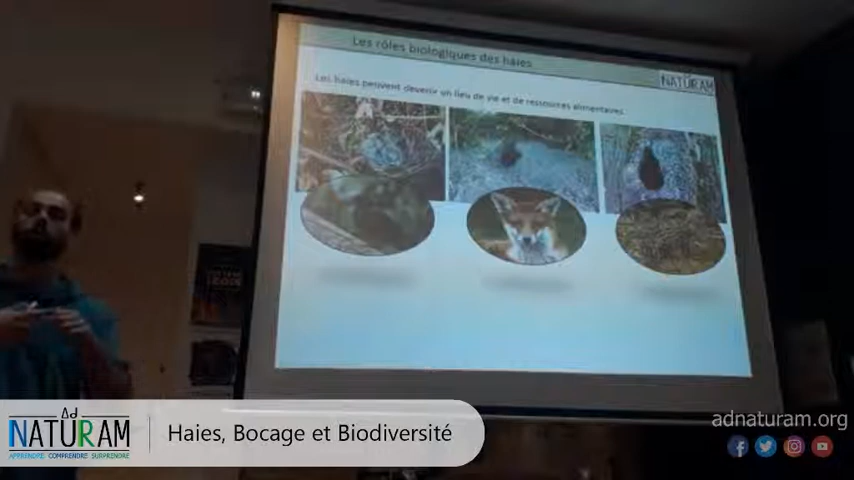 Les rôles biologiques des haies
NATURAM
Les haies peuvent devenir un lieu de vie et de ressources alimentaires
adnaturam.org
Ad
NATURAM
APPRENDRE COMPRENDRE SURPRENDRE
Haies, Bocage et Biodiversité